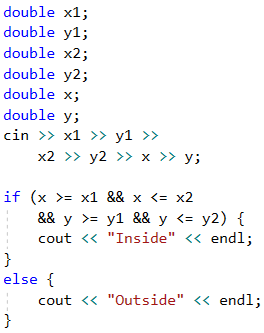 double x1;
double y1;
double x2;
double y2;
double x;
double y;
cin >> x1 >> y1 >>
    x2 >> y2 >> x >> y;

if (x >= x1 && x <= x2
    && y >= y1 && y <= y2) {
    cout << "Inside" << endl;
}
else {
    cout << "Outside" << endl;
}